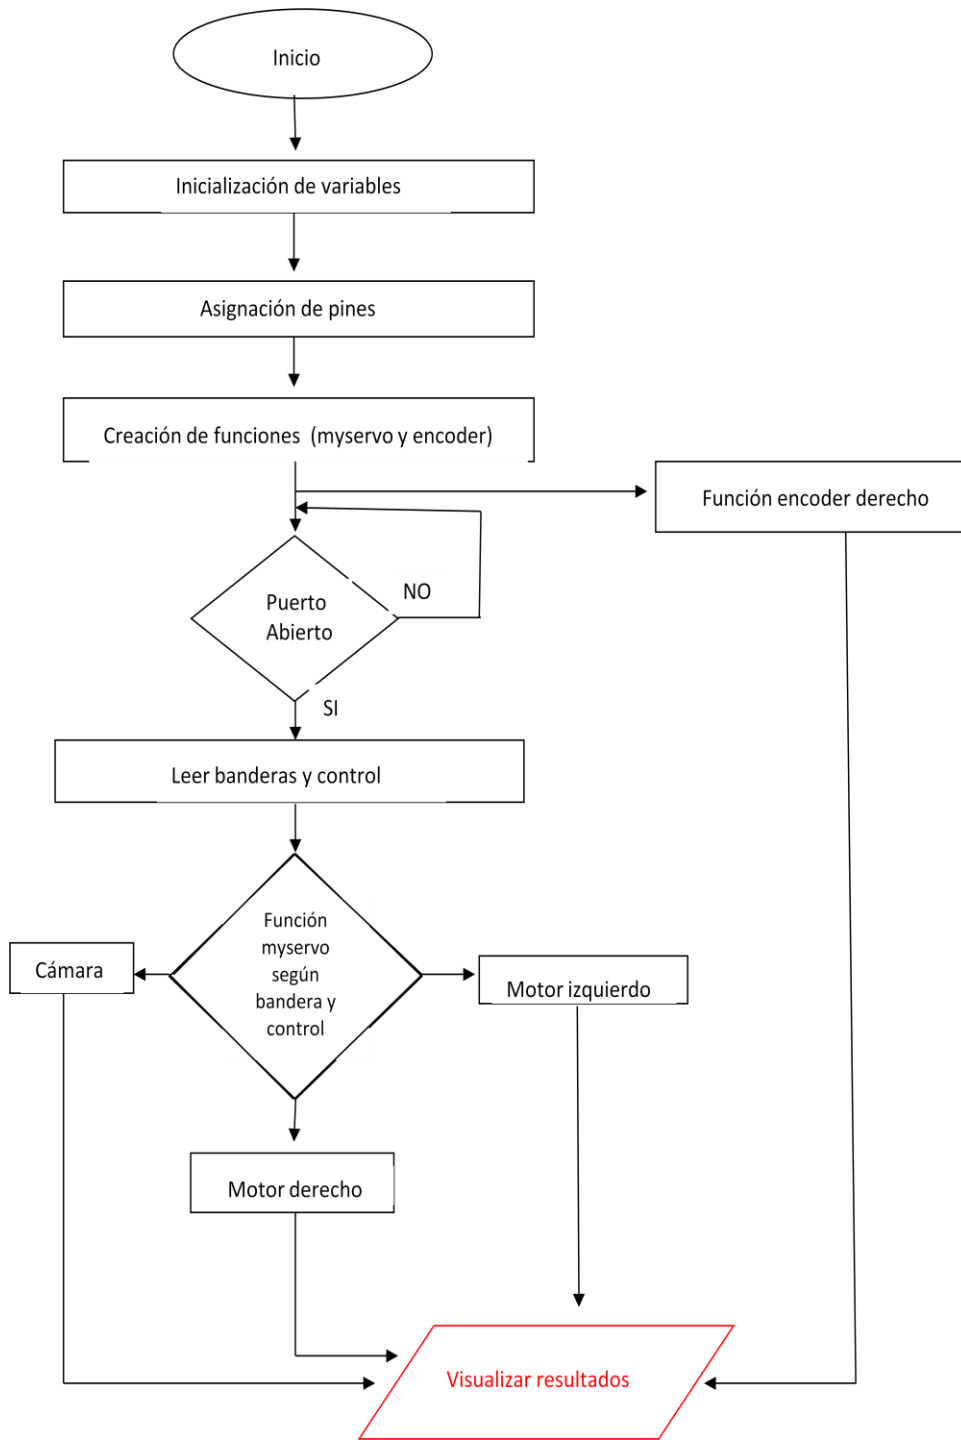 Inicio
Inicialización de variables
Asignación de pines
Creación de funciones (myservo y encoder)
Función encoder derecho
NO
Puerto
Abierto
SI
Leer banderas y control
Función
myservo
según
bandera y
control
Cámara
Motor izquierdo
Motor derecho
Visualizar resultados